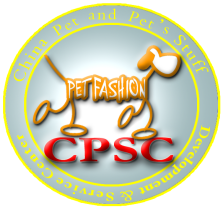 China Pet and Pet's Stuff
PET FASHION
CPSC
Development & Service Center